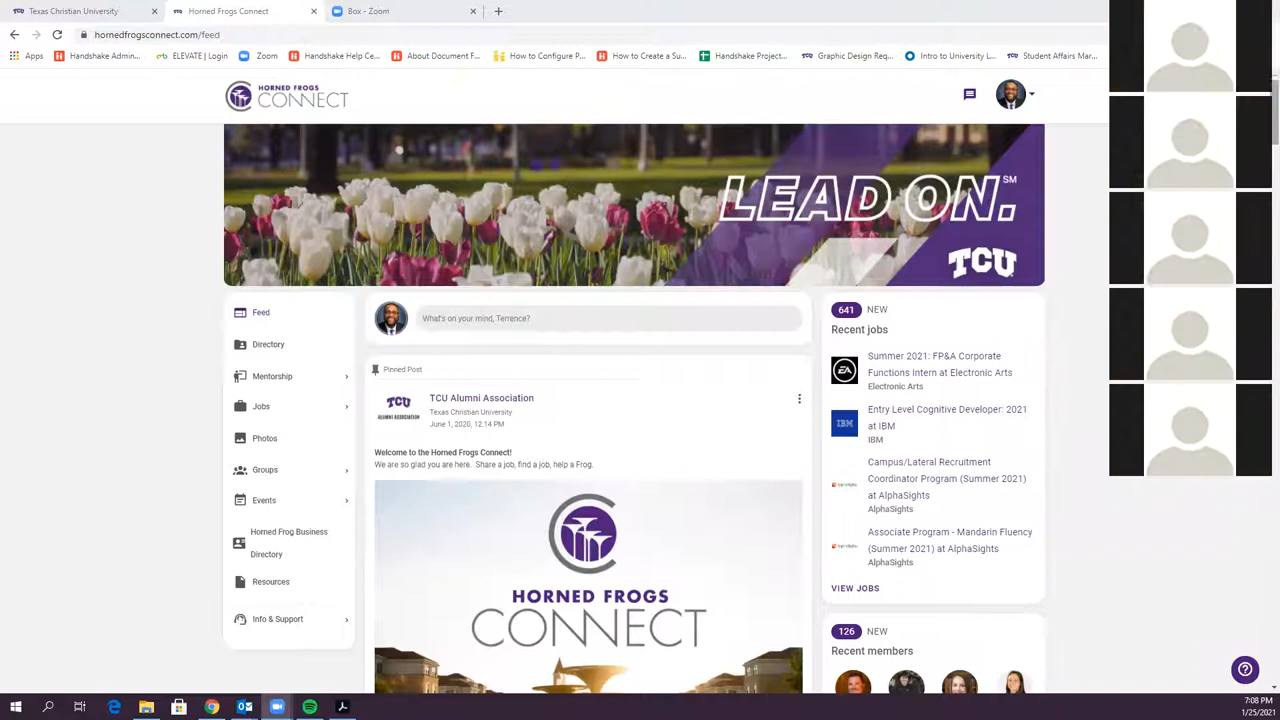 Texas Christian University
Horned Frogs Connect
Box - Zoom
hornedfrogsconnect.com/feed
Apps
Handshake Admin...
ELEVATE | Login
Zoom
Handshake Help Ce...
About Document F...
How to Configure P...
How to Create a Su...
Handshake Project...
Graphic Design Req...
Intro to University L...
Student Affairs Mar...
HORNED FROGS
CONNECT
LEAD ON.℠
TCU
Feed
Directory
Mentorship
Jobs
Photos
Groups
Events
Horned Frog Business
Directory
Resources
Info & Support
What's on your mind, Terrence?
Pinned Post
TCU
ALUMNI ASSOCIATION
TCU Alumni Association
Texas Christian University
June 1, 2020, 12:14 PM
Welcome to the Horned Frogs Connect!
We are so glad you are here. Share a job, find a job, help a Frog.
HORNED FROGS
CONNECT
641 NEW
Recent jobs
EA
Summer 2021: FP&A Corporate
Functions Intern at Electronic Arts
Electronic Arts
IBM
Entry Level Cognitive Developer: 2021
at IBM
IBM
Campus/Lateral Recruitment
Coordinator Program (Summer 2021)
at AlphaSights
AlphaSights
Associate Program - Mandarin Fluency
(Summer 2021) at AlphaSights
AlphaSights
VIEW JOBS
126 NEW
Recent members
7:08 PM
1/25/2021